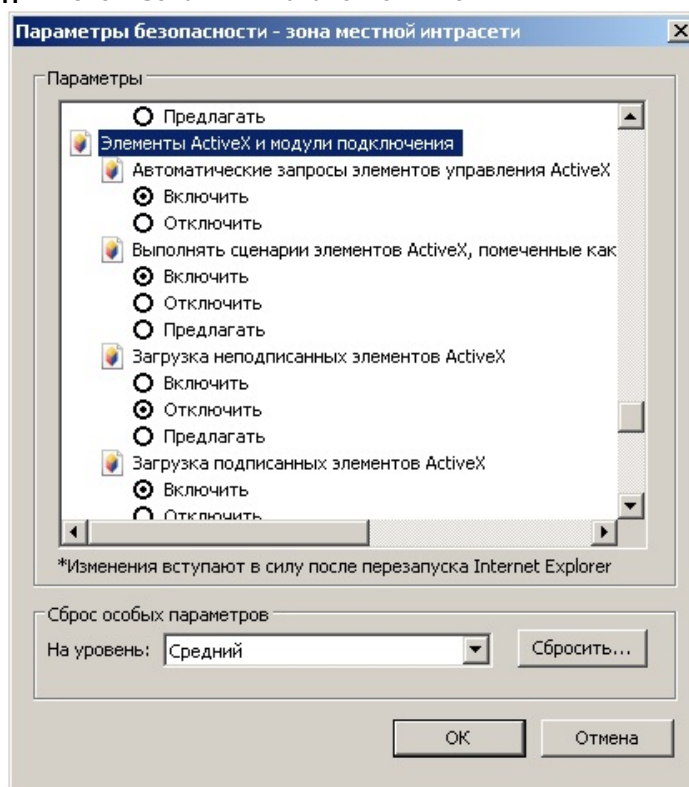 Параметры безопасности - зона местной интрасети
Параметры
Предлагать
Элементы ActiveX и модули подключения
Автоматические запросы элементов управления ActiveX
Включить
Отключить
Выполнять сценарии элементов ActiveX, помеченные как
Включить
Отключить
Предлагать
Загрузка неподписанных элементов ActiveX
Включить
Отключить
Предлагать
Загрузка подписанных элементов ActiveX
Включить
Отключить
*Изменения вступают в силу после перезапуска Internet Explorer
Сброс особых параметров
На уровень: Средний Сбросить...
ОК Отмена